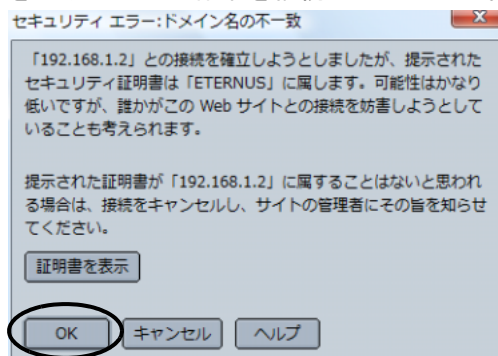 セキュリティ エラー:ドメイン名の不一致
「192.168.1.2」との接続を確立しようとしましたが、提示された
セキュリティ証明書は「ETERNUS」に属します。可能性はかなり
低いですが、誰かがこの Web サイトとの接続を妨害しようとして
いることも考えられます。
提示された証明書が「192.168.1.2」に属することはないと思われ
る場合は、接続をキャンセルし、サイトの管理者にその旨を知らせ
てください。
証明書を表示
OK キャンセル ヘルプ